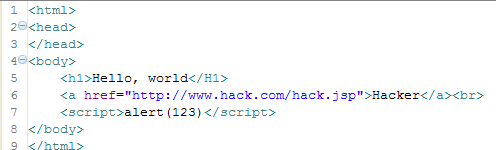 1 <html>
2 <head>
3 </head>
4 <body>
5 <h1>Hello, world</H1>
6 <a href="http://www.hack.com/hack.jsp">Hacker</a><br>
7 <script>alert(123)</script>
8 </body>
9 </html>